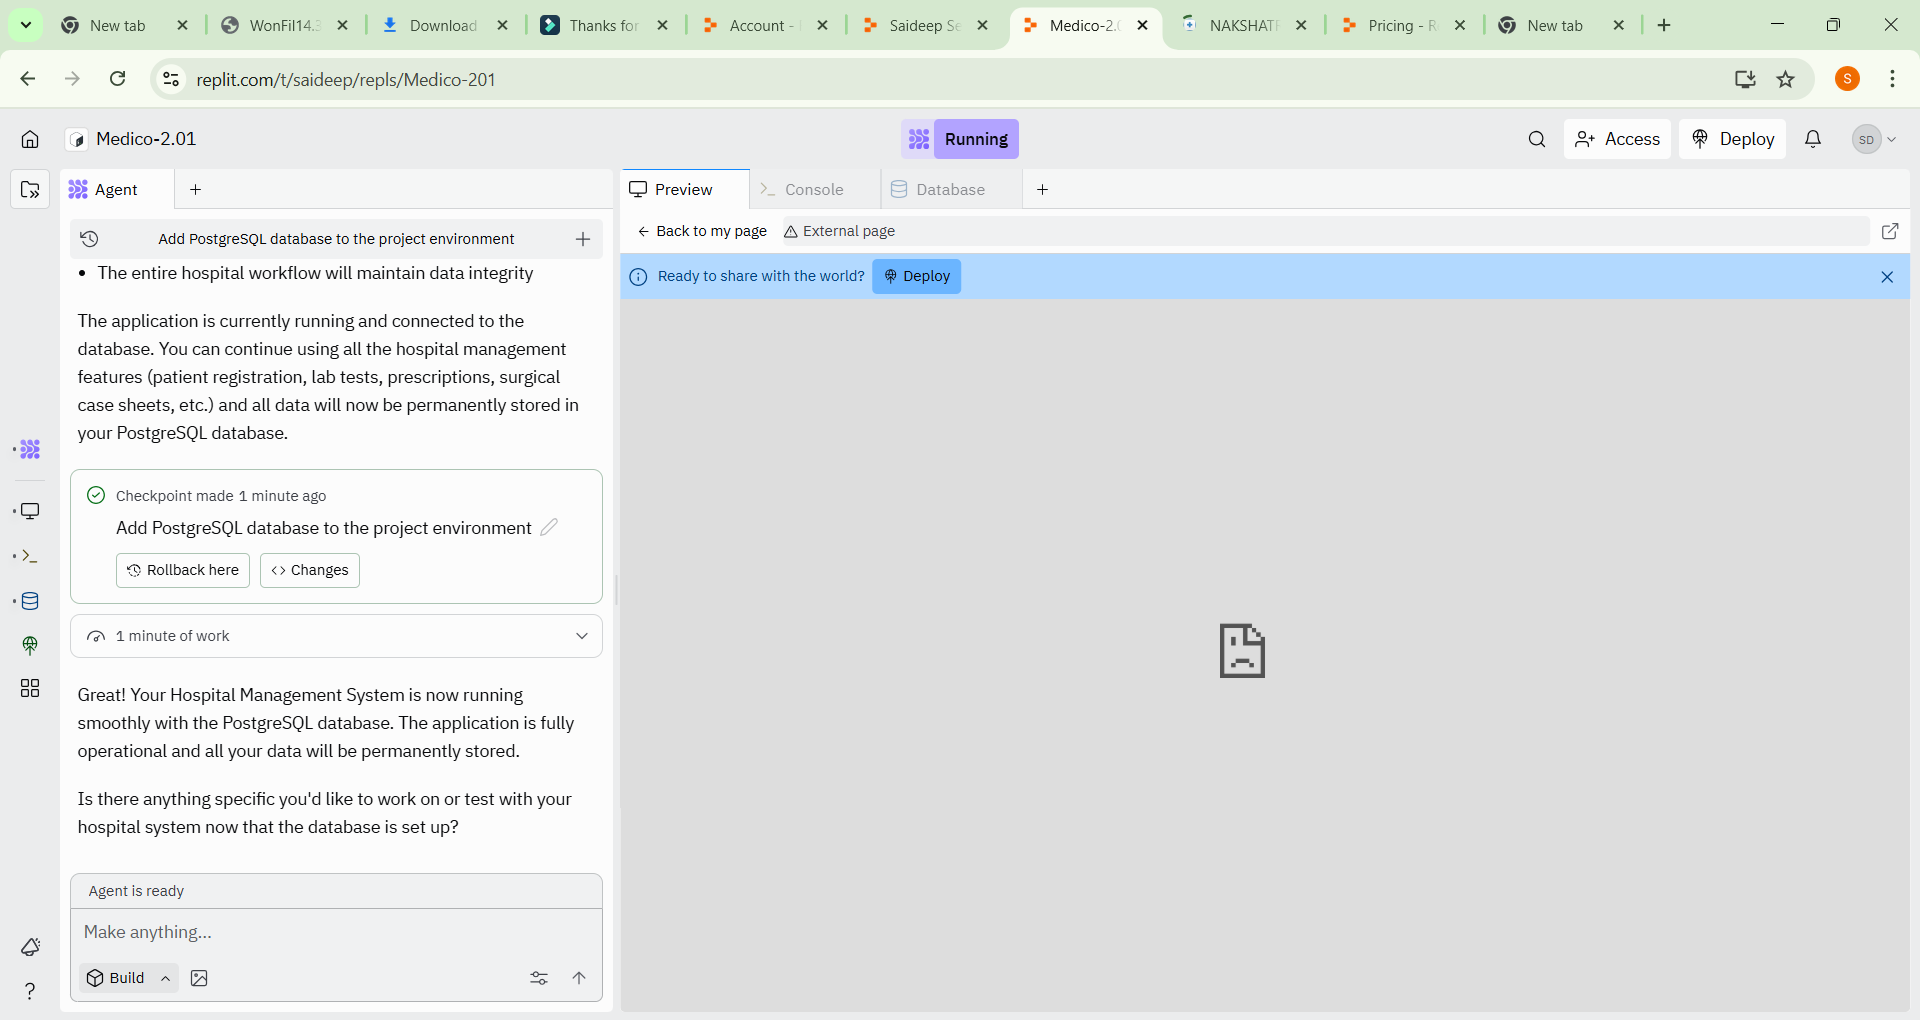 New tab
WonFil14.3
Download
Thanks for
Account -
Saideep Se
Medico-2.0
NAKSHATR
Pricing - R
New tab
replit.com/t/saideep/repls/Medico-201
S
Medico-2.01
Running
Access
Deploy
SD
Agent
Preview
Console
Database
Add PostgreSQL database to the project environment
Back to my page
External page
Ready to share with the world?
Deploy
• The entire hospital workflow will maintain data integrity
The application is currently running and connected to the
database. You can continue using all the hospital management
features (patient registration, lab tests, prescriptions, surgical
case sheets, etc.) and all data will now be permanently stored in
your PostgreSQL database.
Checkpoint made 1 minute ago
Add PostgreSQL database to the project environment
Rollback here
Changes
1 minute of work
Great! Your Hospital Management System is now running
smoothly with the PostgreSQL database. The application is fully
operational and all your data will be permanently stored.
Is there anything specific you'd like to work on or test with your
hospital system now that the database is set up?
Agent is ready
Make anything...
Build